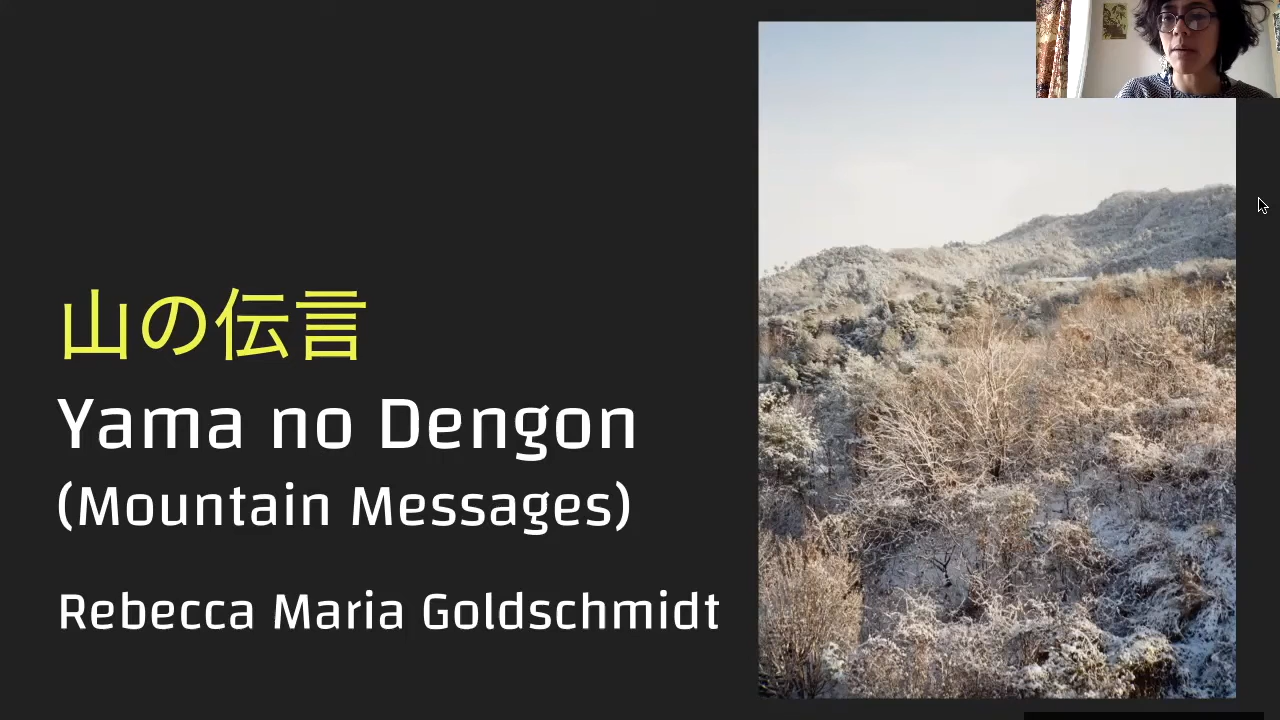 山の伝言
Yama no Dengon
(Mountain Messages)
Rebecca Maria Goldschmidt